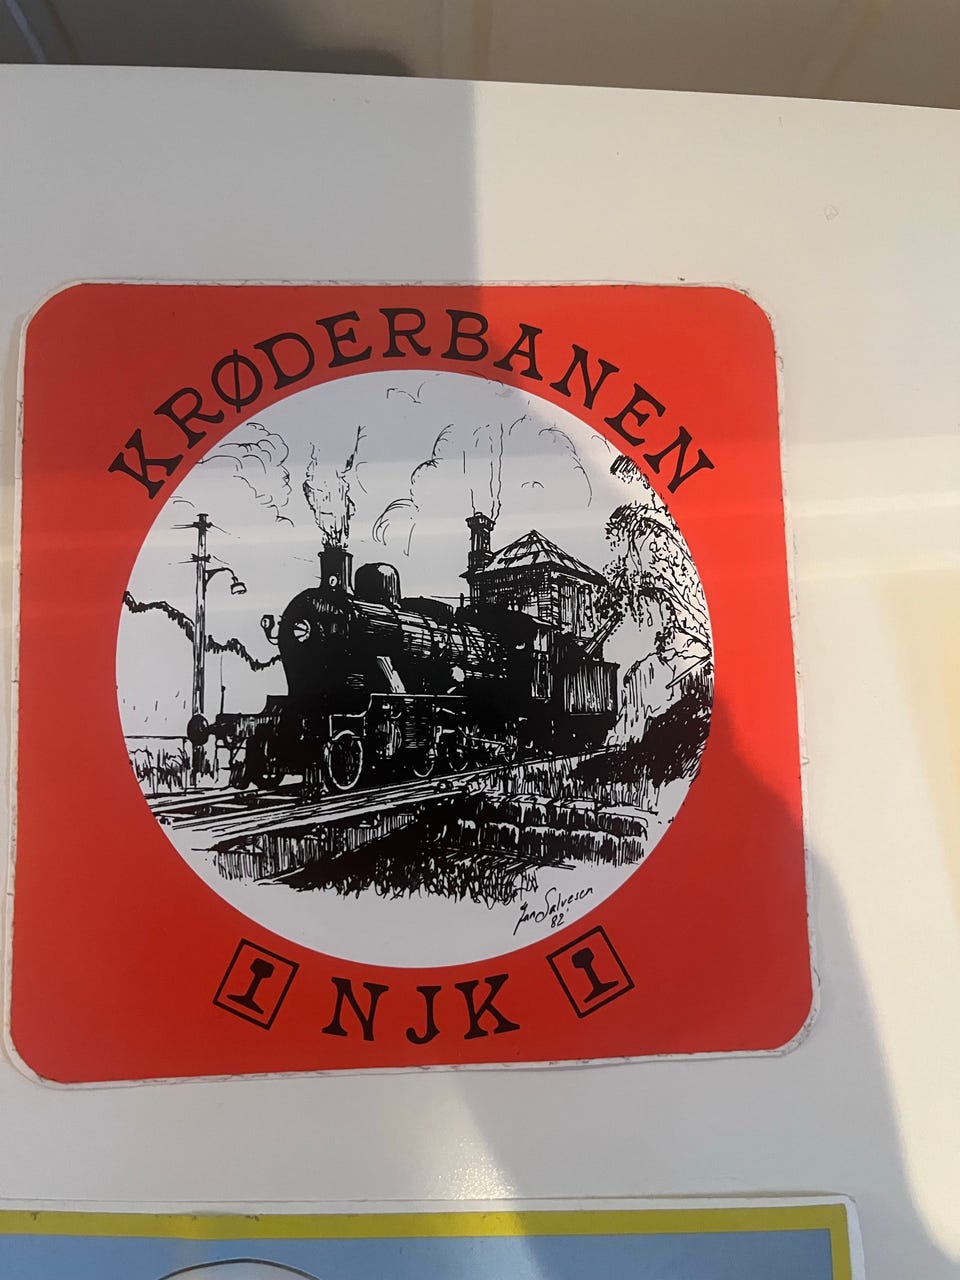 KRØDERBANEN
Jan Salvesen
82'
NJK